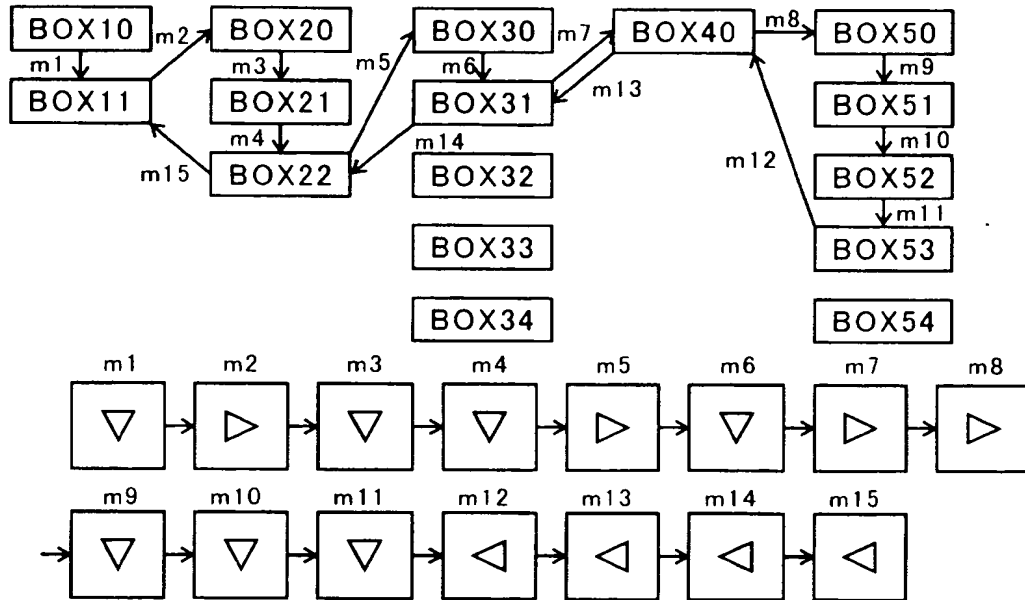 BOX10 m2 BOX20 BOX30 m7 BOX40 m8 BOX50
m1 m3 m5 m6 m9
BOX11 BOX21 BOX31 m13 BOX51
m4 m14 m10
m15 BOX22 BOX32 m12 BOX52
m11
BOX33 BOX53
BOX34 BOX54
m1 m2 m3 m4 m5 m6 m7 m8
m9 m10 m11 m12 m13 m14 m15